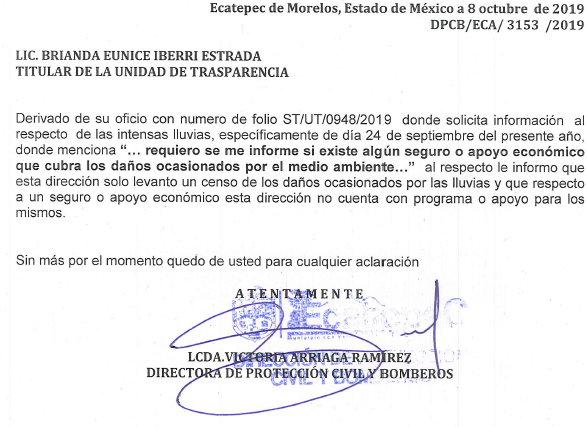 Ecatepec de Morelos, Estado de México a 8 octubre de 2019
DPCB/ECA/ 3153 /2019
LIC. BRIANDA EUNICE IBERRI ESTRADA
TITULAR DE LA UNIDAD DE TRASPARENCIA
Derivado de su oficio con numero de folio ST/UT/0948/2019 donde solicita información al
respecto de las intensas lluvias, específicamente de día 24 de septiembre del presente año,
donde menciona “… requiero se me informe si existe algún seguro o apoyo económico
que cubra los daños ocasionados por el medio ambiente…” al respecto le informo que
esta dirección solo levanto un censo de los daños ocasionados por las lluvias y que respecto
a un seguro o apoyo económico esta dirección no cuenta con programa o apoyo para los
mismos.
Sin más por el momento quedo de usted para cualquier aclaración
A T E N T A M E N T E
Ecatepec
LCDA.VICTORIA ARRIAGA RAMÍREZ
DIRECTORA DE PROTECCIÓN CIVIL Y BOMBEROS
CIVIL Y BOMBEROS